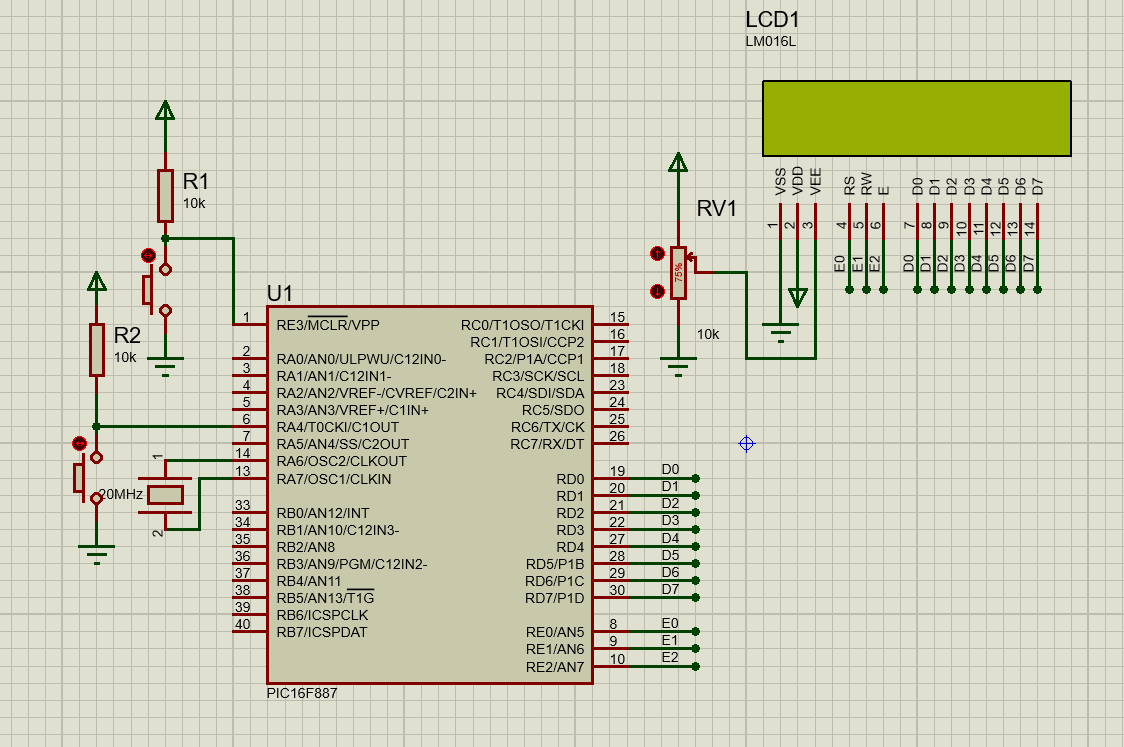 LCD1
LM016L
VSS
VDD
VEE
RS
RW
E
D0
D1
D2
D3
D4
D5
D6
D7
1
2
3
4
5
6
7
8
9
10
11
12
13
14
E0
E1
E2
D0
D1
D2
D3
D4
D5
D6
D7
R1
10k
R2
10k
RV1
75%
10k
20MHz
1
2
U1
1 RE3/MCLR/VPP RC0/T1OSO/T1CKI 15
RC1/T1OSI/CCP2 16
2 RA0/AN0/ULPWU/C12IN0- RC2/P1A/CCP1 17
3 RA1/AN1/C12IN1- RC3/SCK/SCL 18
4 RA2/AN2/VREF-/CVREF/C2IN+ RC4/SDI/SDA 23
5 RA3/AN3/VREF+/C1IN+ RC5/SDO 24
6 RA4/T0CKI/C1OUT RC6/TX/CK 25
7 RA5/AN4/SS/C2OUT RC7/RX/DT 26
14 RA6/OSC2/CLKOUT
13 RA7/OSC1/CLKIN RD0 19 D0
RD1 20 D1
33 RB0/AN12/INT RD2 21 D2
34 RB1/AN10/C12IN3- RD3 22 D3
35 RB2/AN8 RD4 27 D4
36 RB3/AN9/PGM/C12IN2- RD5/P1B 28 D5
37 RB4/AN11 RD6/P1C 29 D6
38 RB5/AN13/T1G RD7/P1D 30 D7
39 RB6/ICSPCLK
40 RB7/ICSPDAT RE0/AN5 8 E0
RE1/AN6 9 E1
RE2/AN7 10 E2
PIC16F887